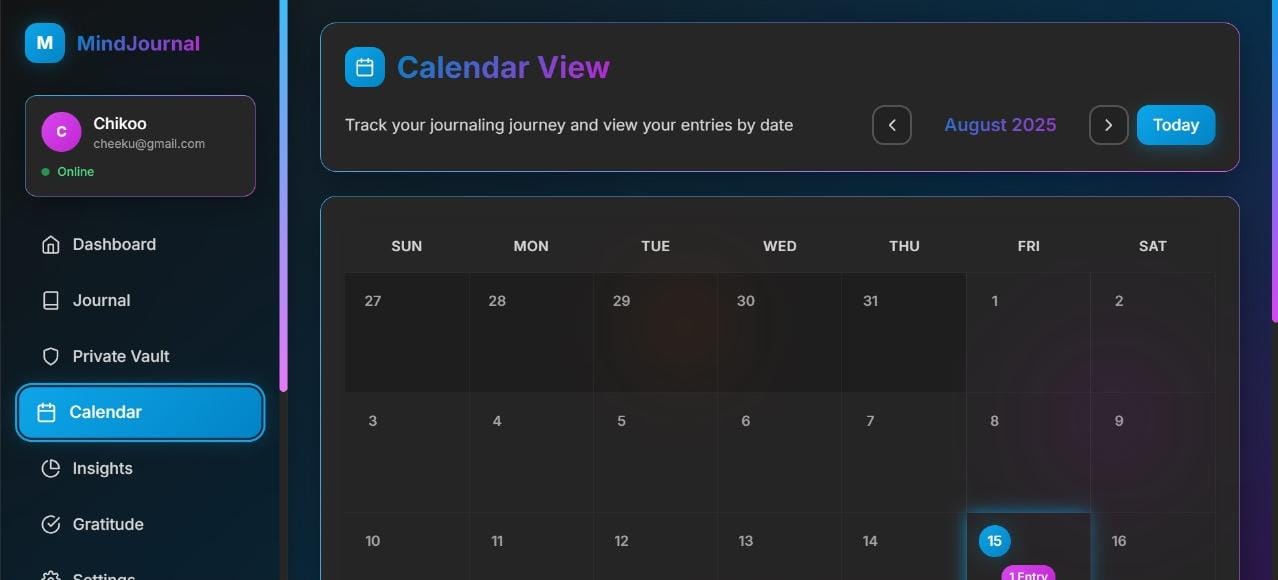 M MindJournal
C Chikoo
cheeku@gmail.com
Online
Dashboard
Journal
Private Vault
Calendar
Insights
Gratitude
Settings
Calendar View
Track your journaling journey and view your entries by date
August 2025
Today
SUN MON TUE WED THU FRI SAT
27 28 29 30 31 1 2
3 4 5 6 7 8 9
10 11 12 13 14 15 16
1 Entry